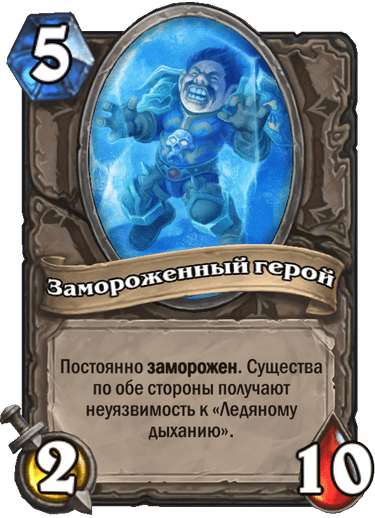 5
Замороженный герой
Постоянно заморожен. Существа
по обе стороны получают
неуязвимость к «Ледяному
дыханию».
2
10